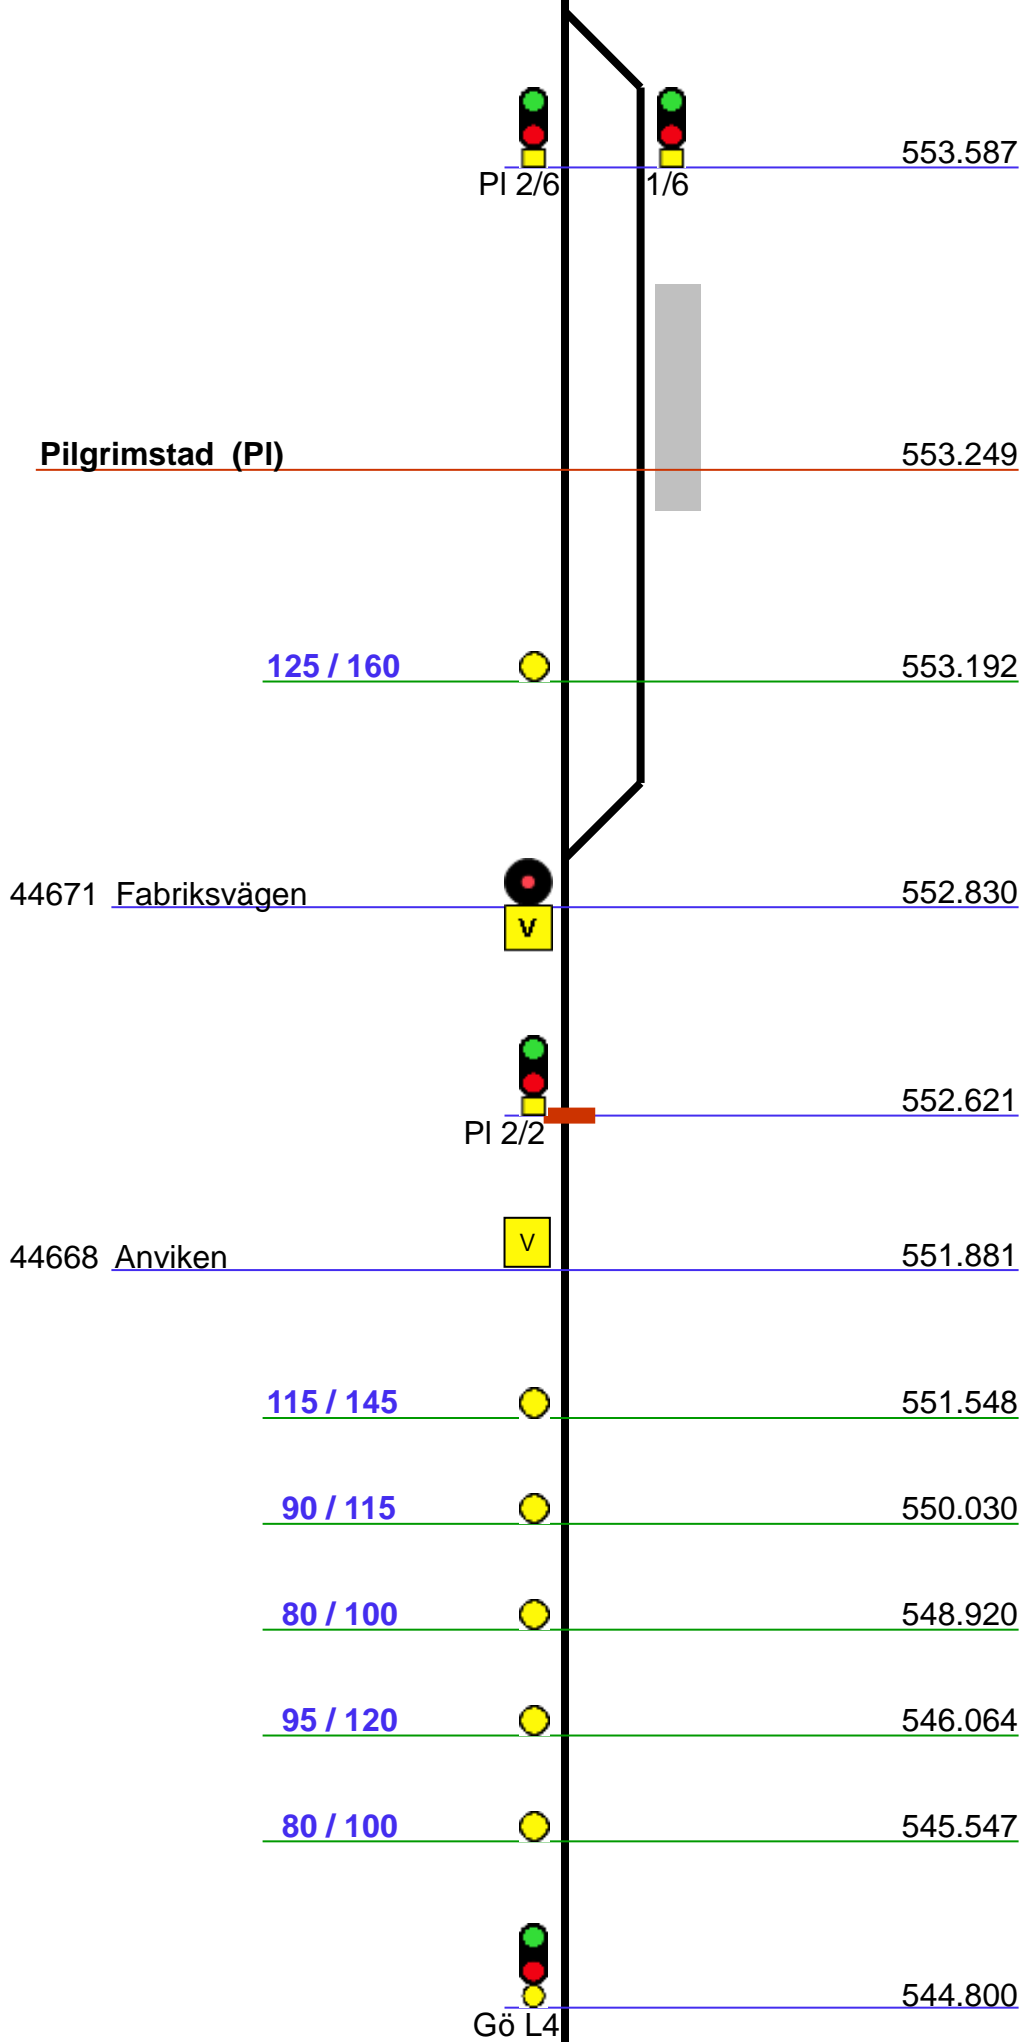 553.587
Pl 2/6 1/6
Pilgrimstad (Pl) 553.249
125 / 160 553.192
44671 Fabriksvägen 552.830
V
552.621
Pl 2/2
V
44668 Anviken 551.881
115 / 145 551.548
90 / 115 550.030
80 / 100 548.920
95 / 120 546.064
80 / 100 545.547
544.800
Gö L4